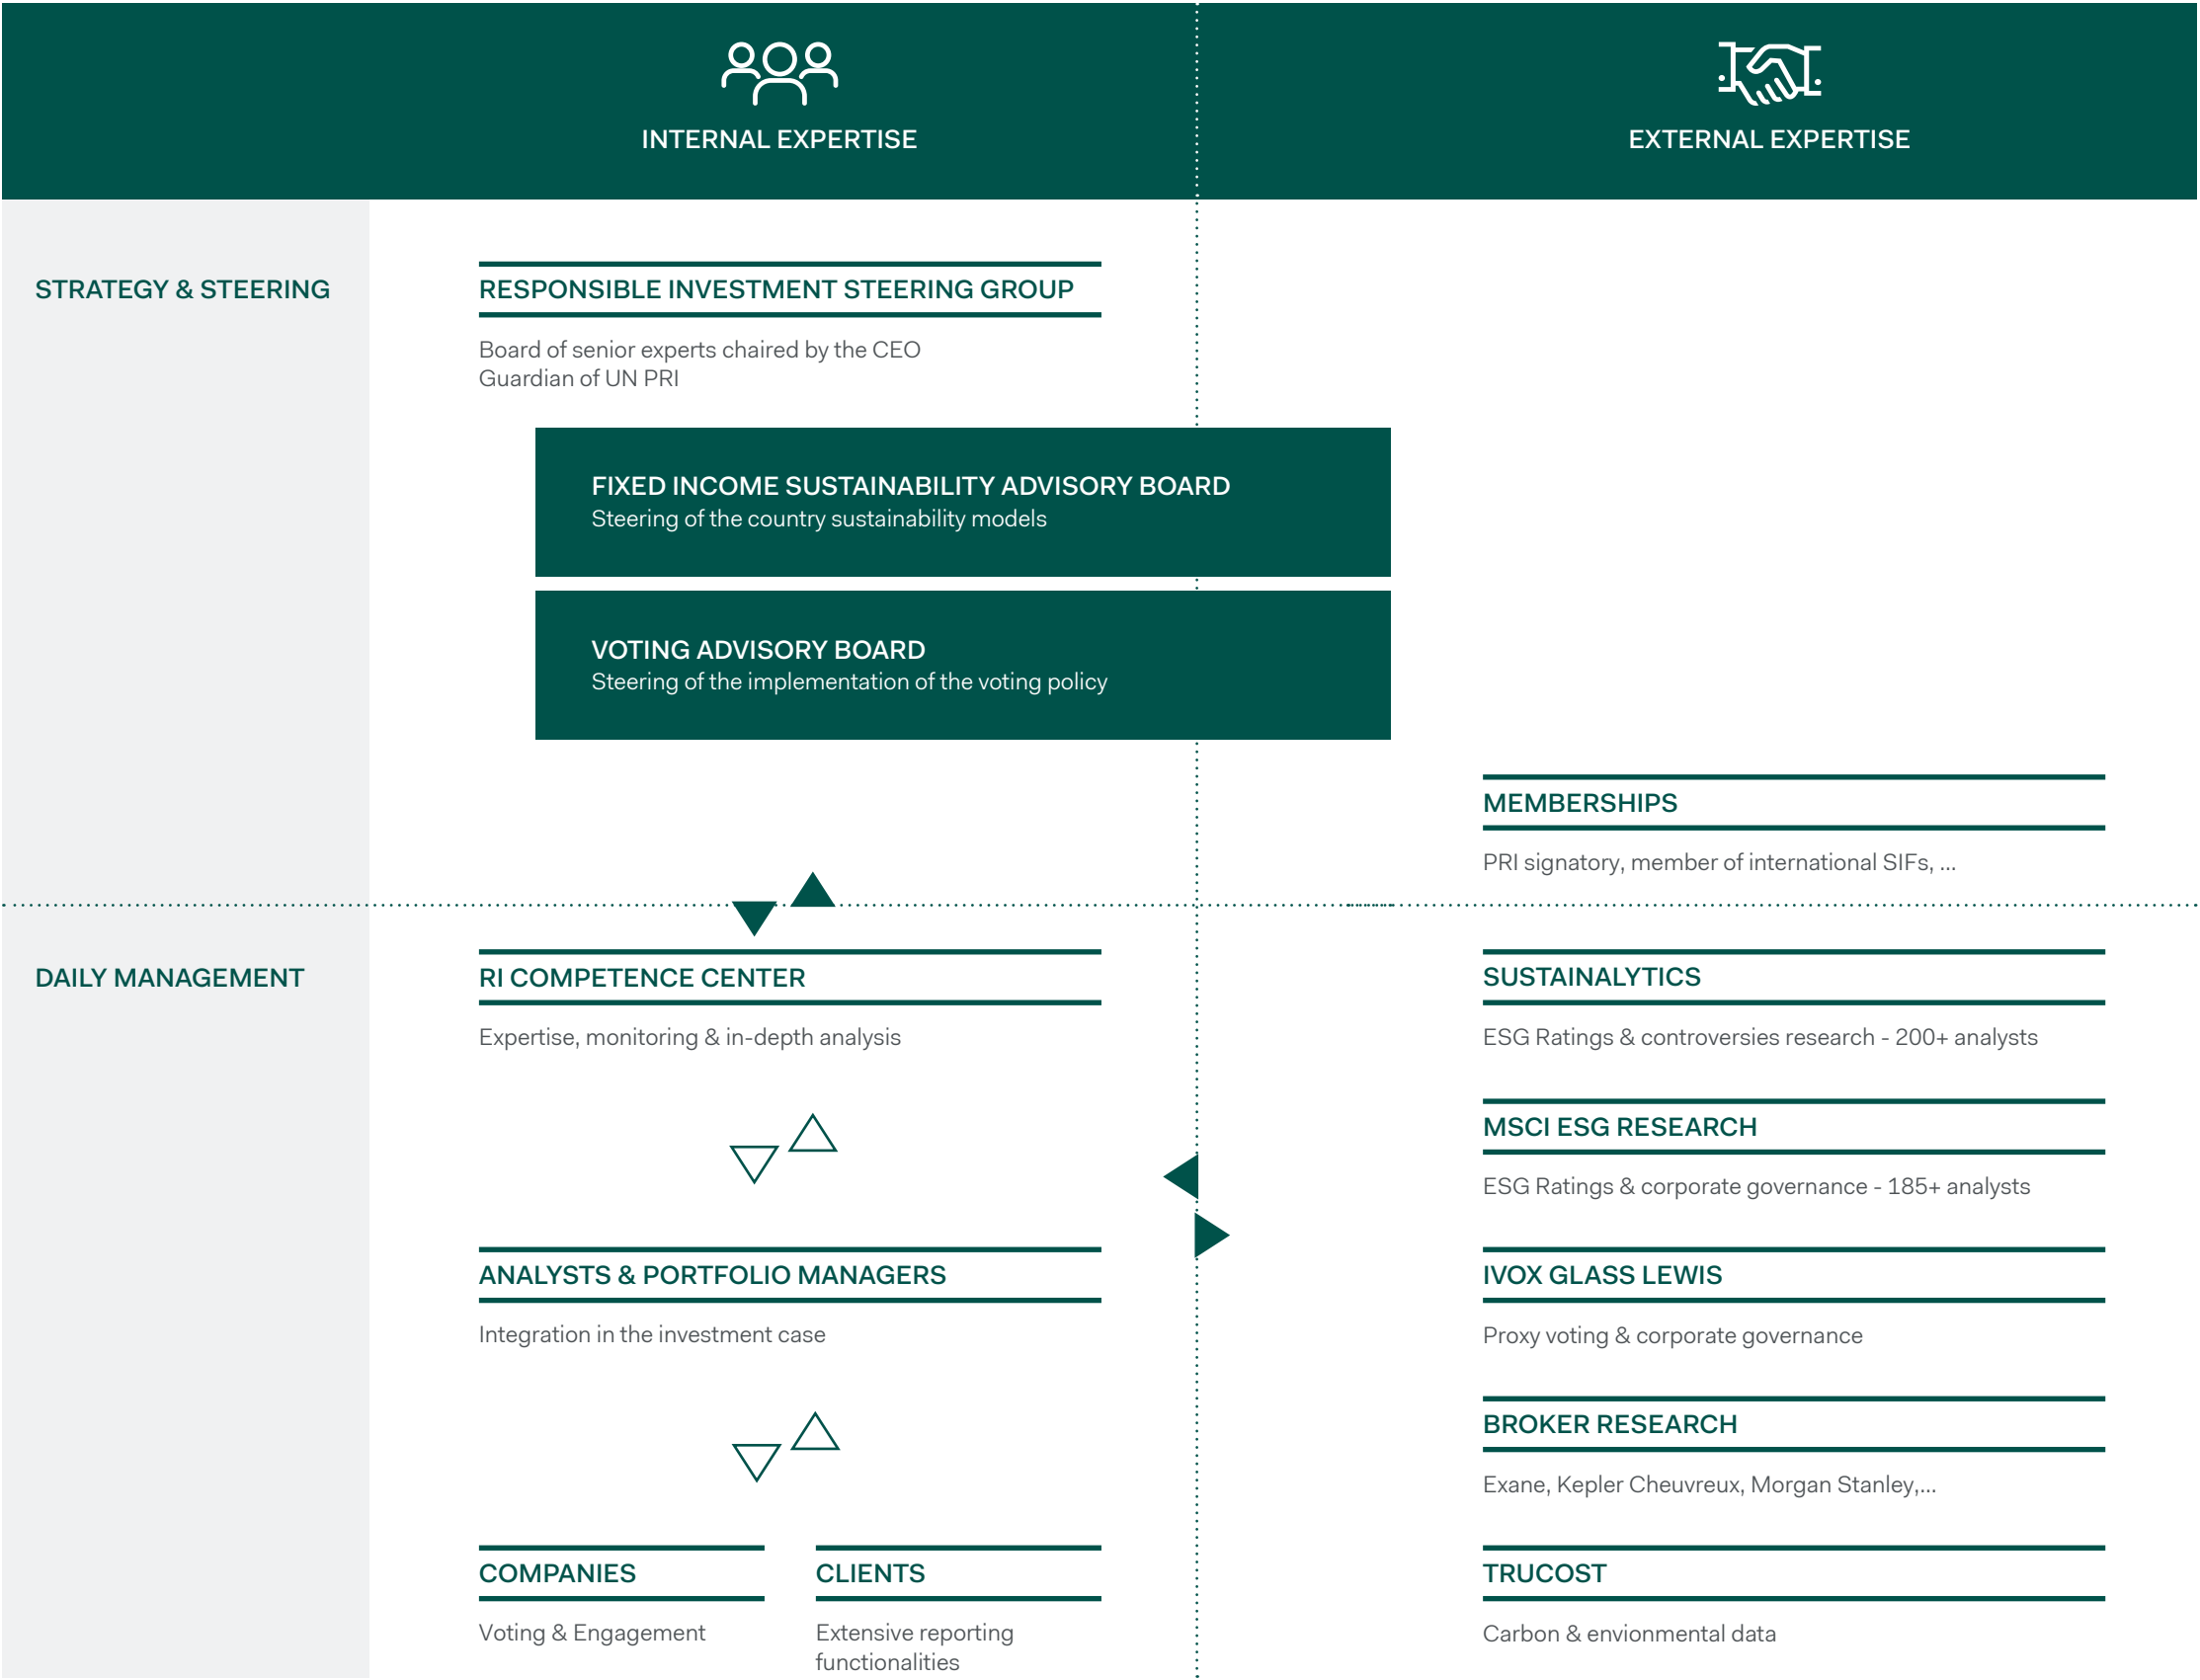 INTERNAL EXPERTISE
EXTERNAL EXPERTISE
STRATEGY & STEERING
RESPONSIBLE INVESTMENT STEERING GROUP
Board of senior experts chaired by the CEO
Guardian of UN PRI
FIXED INCOME SUSTAINABILITY ADVISORY BOARD
Steering of the country sustainability models
VOTING ADVISORY BOARD
Steering of the implementation of the voting policy
MEMBERSHIPS
PRI signatory, member of international SIFs, ...
DAILY MANAGEMENT
RI COMPETENCE CENTER
Expertise, monitoring & in-depth analysis
ANALYSTS & PORTFOLIO MANAGERS
Integration in the investment case
COMPANIES
Voting & Engagement
CLIENTS
Extensive reporting
functionalities
SUSTAINALYTICS
ESG Ratings & controversies research - 200+ analysts
MSCI ESG RESEARCH
ESG Ratings & corporate governance - 185+ analysts
IVOX GLASS LEWIS
Proxy voting & corporate governance
BROKER RESEARCH
Exane, Kepler Cheuvreux, Morgan Stanley,...
TRUCOST
Carbon & envionmental data